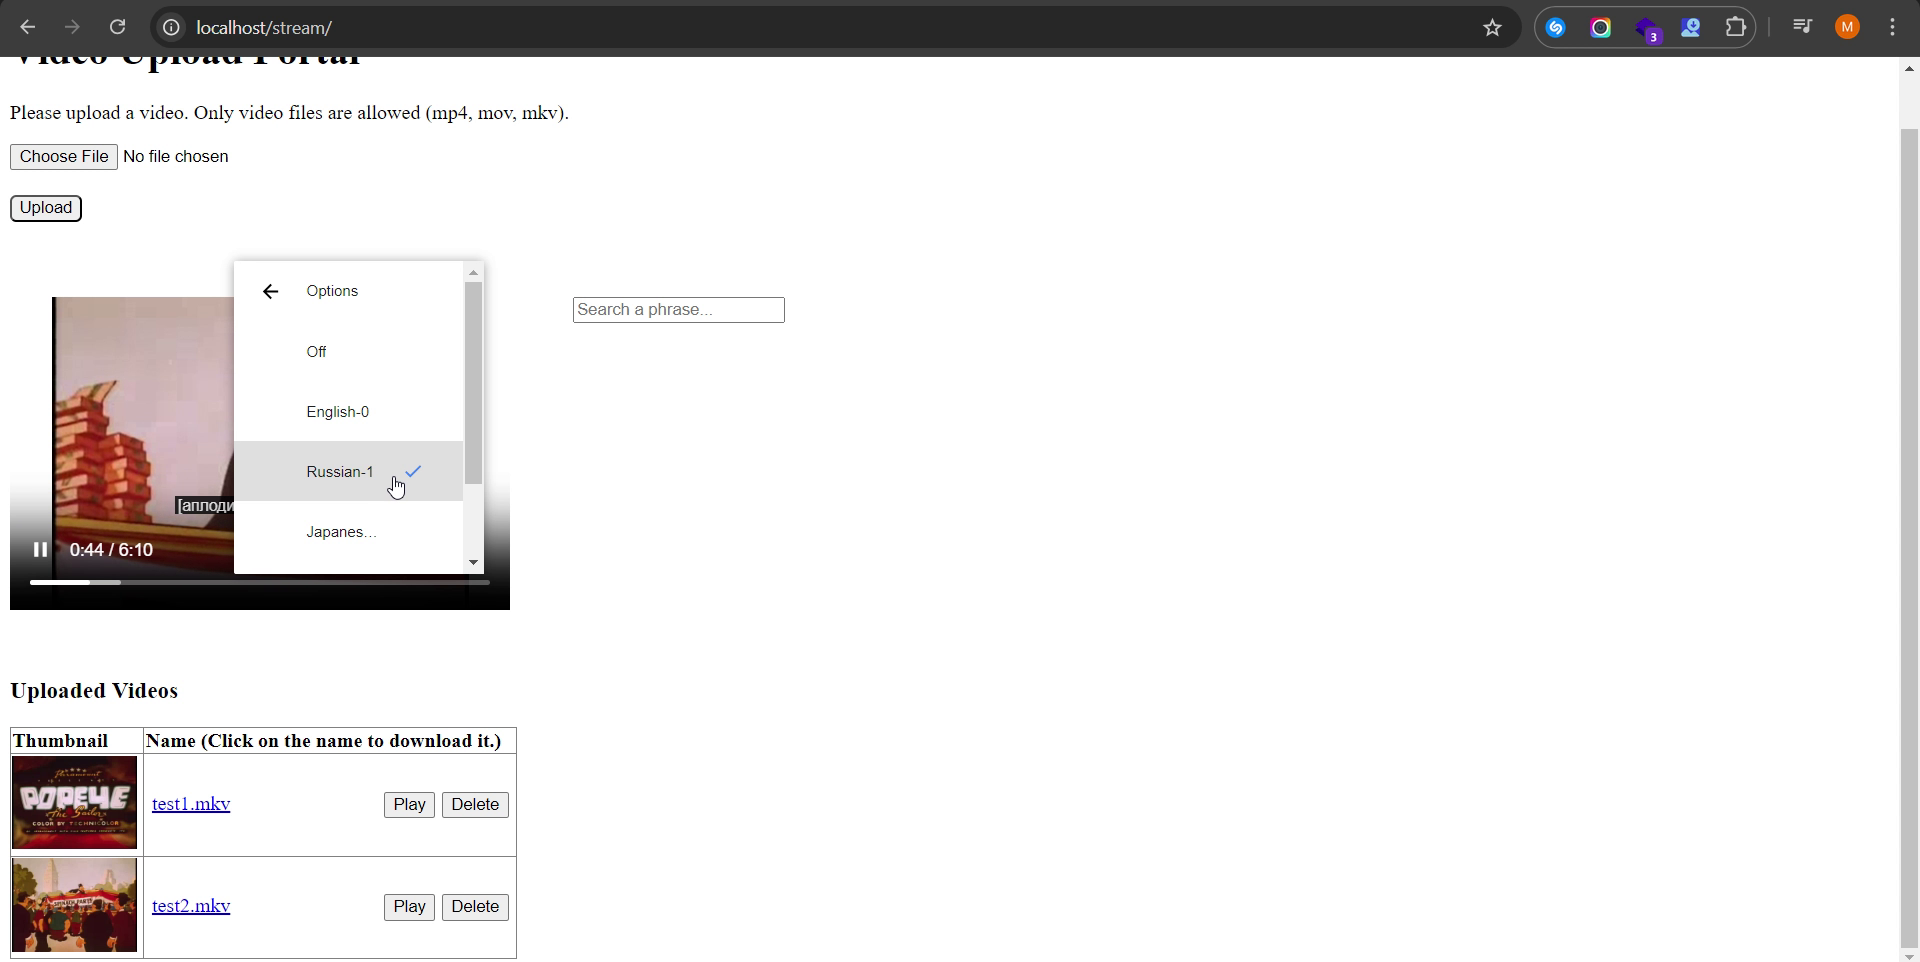 localhost/stream/
3
M
Video Upload Portal
Please upload a video. Only video files are allowed (mp4, mov, mkv).
Choose File No file chosen
Upload
Options
Off
English-0
Russian-1
Japanes...
Search a phrase...
[аплоди
0:44 / 6:10
Uploaded Videos
Thumbnail Name (Click on the name to download it.)
Paramount
POPEYE
The Sailor
COLOR BY TECHNICOLOR
test1.mkv Play Delete
test2.mkv Play Delete